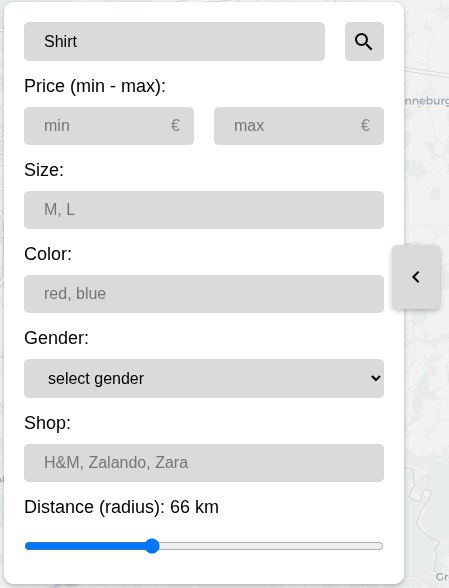 Shirt
Price (min - max):
min € max €
Size:
M, L
Color:
red, blue
Gender:
select gender
Shop:
H&M, Zalando, Zara
Distance (radius): 66 km